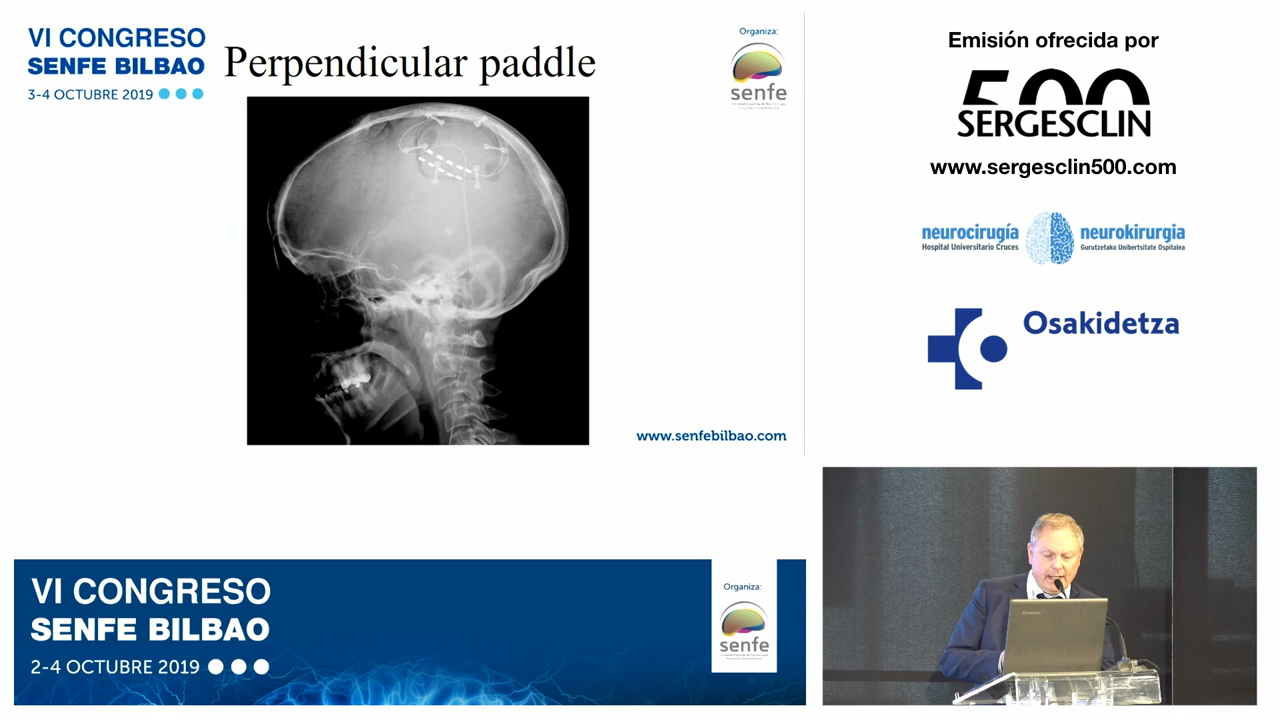 VI CONGRESO
SENFE BILBAO
3-4 OCTUBRE 2019
Perpendicular paddle
Organiza:
senfe
www.senfebilbao.com
Emisión ofrecida por
500
SERGESCLIN
www.sergesclin500.com
neurocirugía
Hospital Universitario Cruces
neurokirurgia
Gurutzetako Unibertsitate Ospitalea
Osakidetza
VI CONGRESO
SENFE BILBAO
2-4 OCTUBRE 2019
Organiza:
senfe